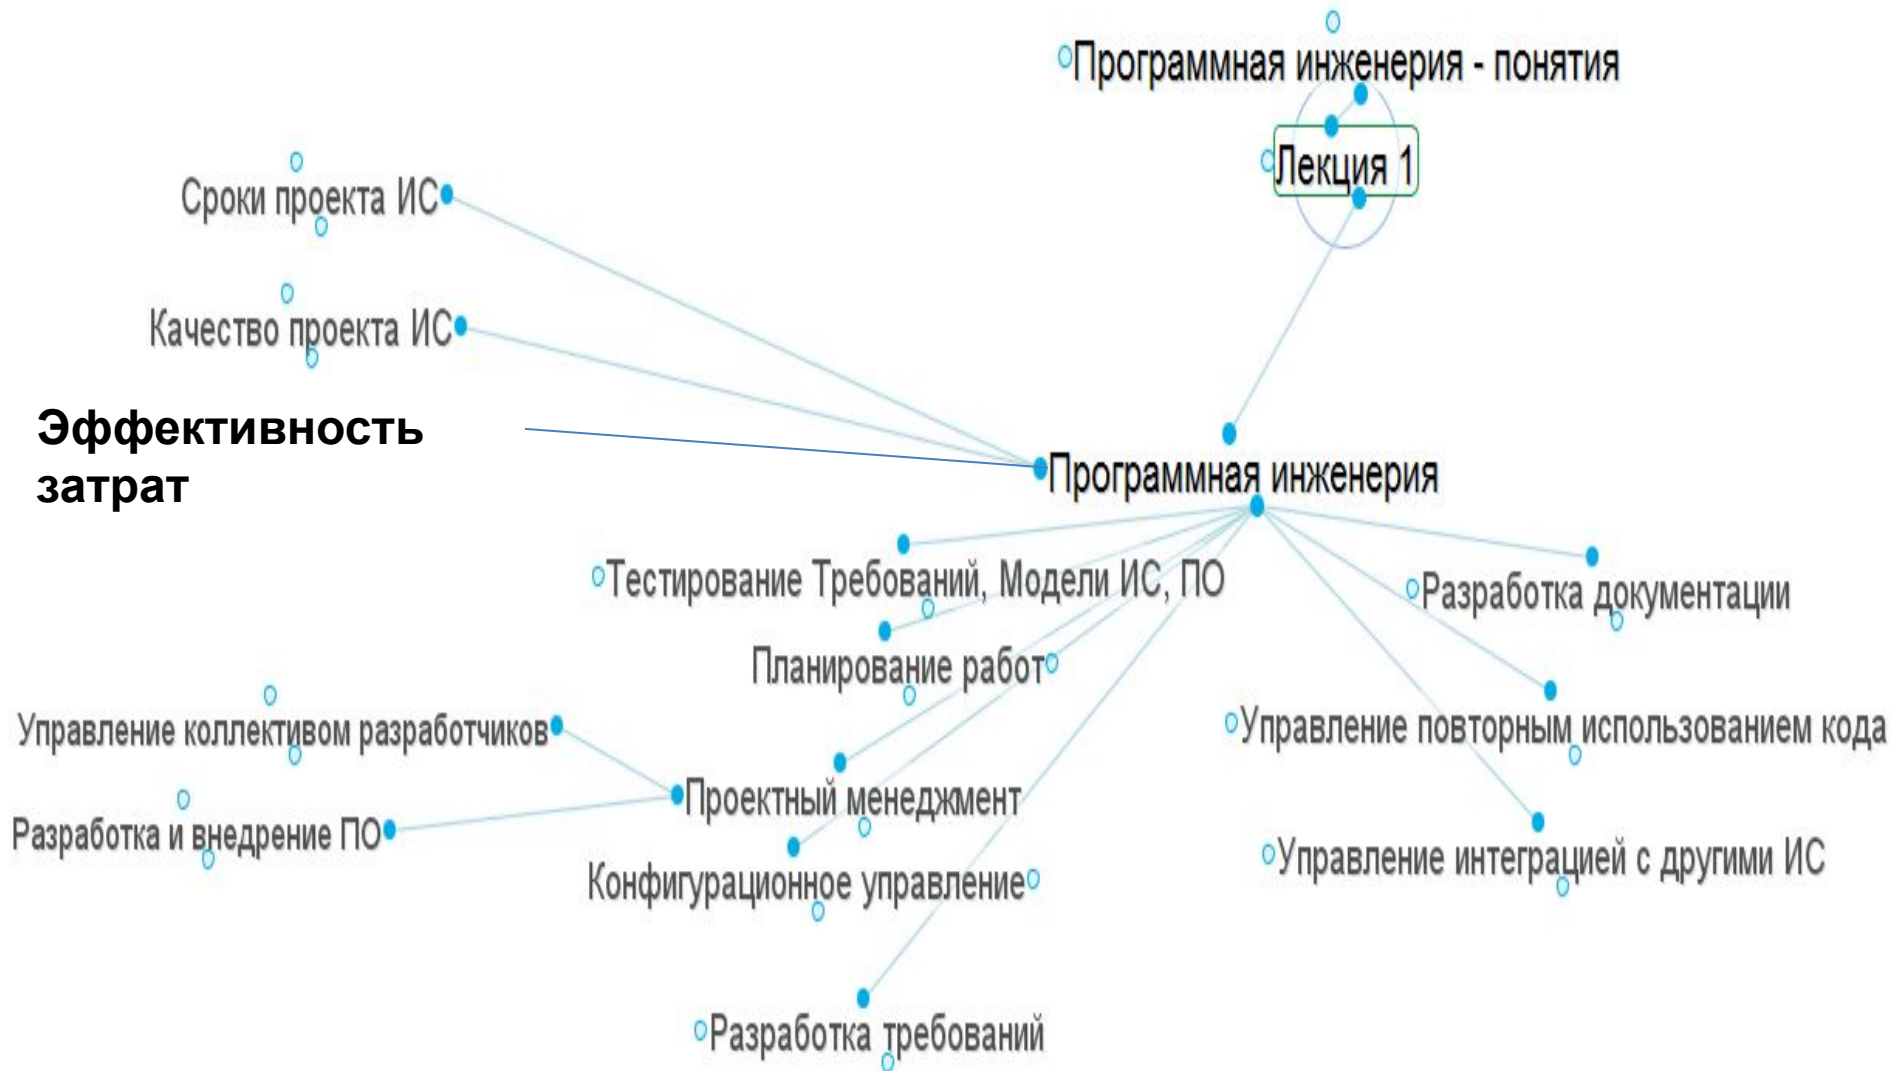 Программная инженерия - понятия
Лекция 1
Сроки проекта ИС
Качество проекта ИС
Эффективность
затрат
Программная инженерия
Тестирование Требований, Модели ИС, ПО
Разработка документации
Планирование работ
Управление коллективом разработчиков
Управление повторным использованием кода
Проектный менеджмент
Разработка и внедрение ПО
Управление интеграцией с другими ИС
Конфигурационное управление
Разработка требований